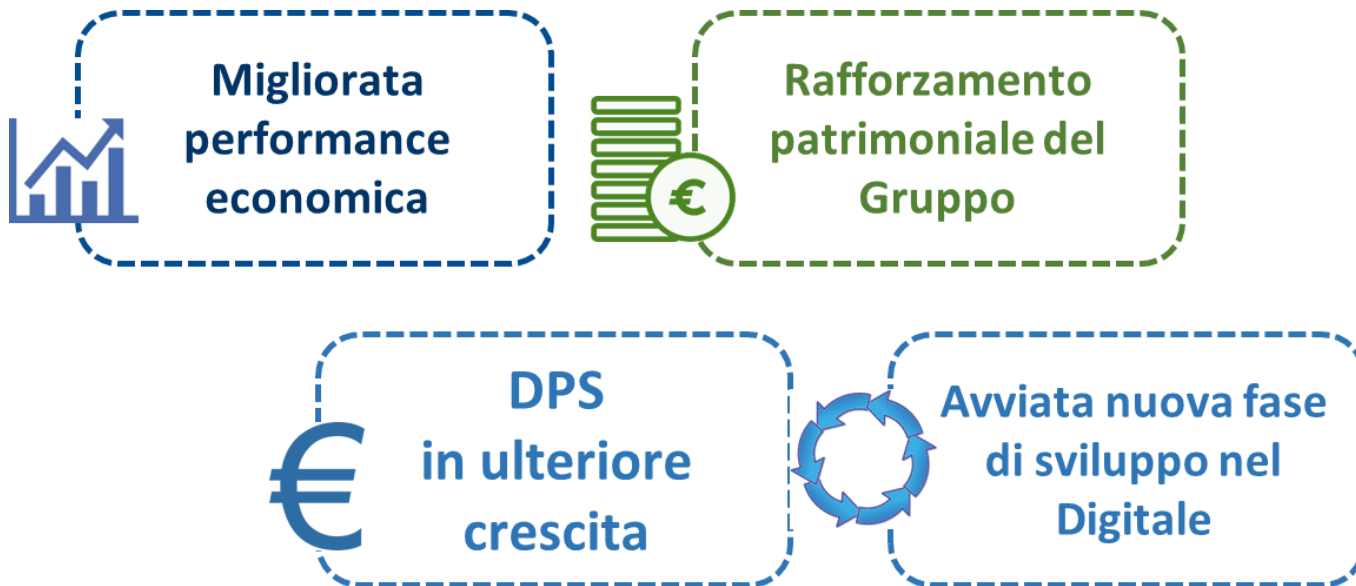 Migliorata
performance
economica
Rafforzamento
patrimoniale del
Gruppo
€
€
DPS
in ulteriore
crescita
Avviata nuova fase
di sviluppo nel
Digitale